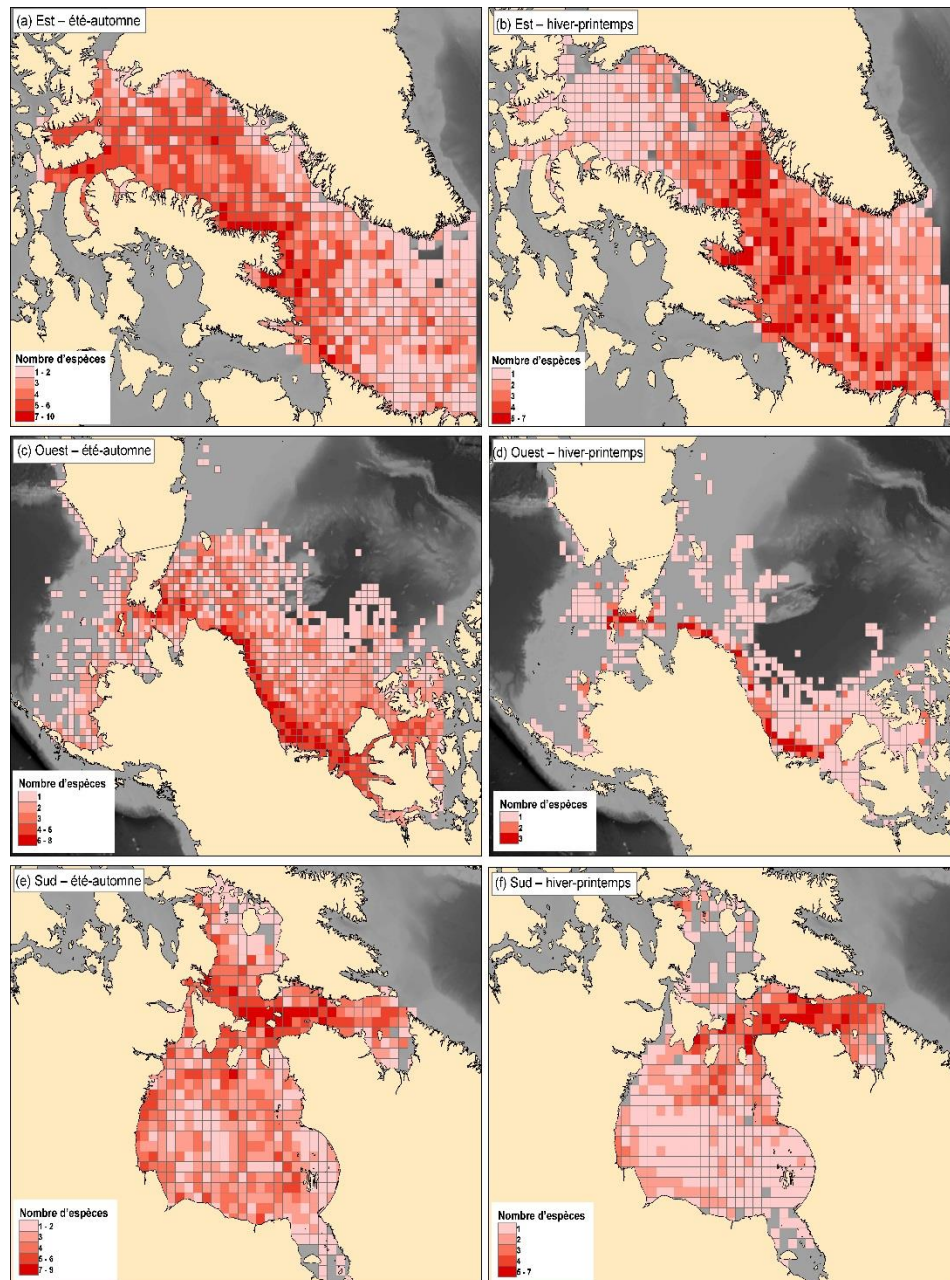 (a) Est – été-automne
Nombre d'espèces
1 - 2
3
4
5 - 6
7 - 10
(b) Est – hiver-printemps
Nombre d'espèces
1
2
3
4
5 - 7
(c) Ouest – été-automne
Nombre d'espèces
1
2
3
4 - 5
6 - 8
(d) Ouest – hiver-printemps
Nombre d'espèces
1
2
3
(e) Sud – été-automne
Nombre d'espèces
1 - 2
3
4
5 - 6
7 - 9
(f) Sud – hiver-printemps
Nombre d'espèces
1
2
3
4
5 - 7